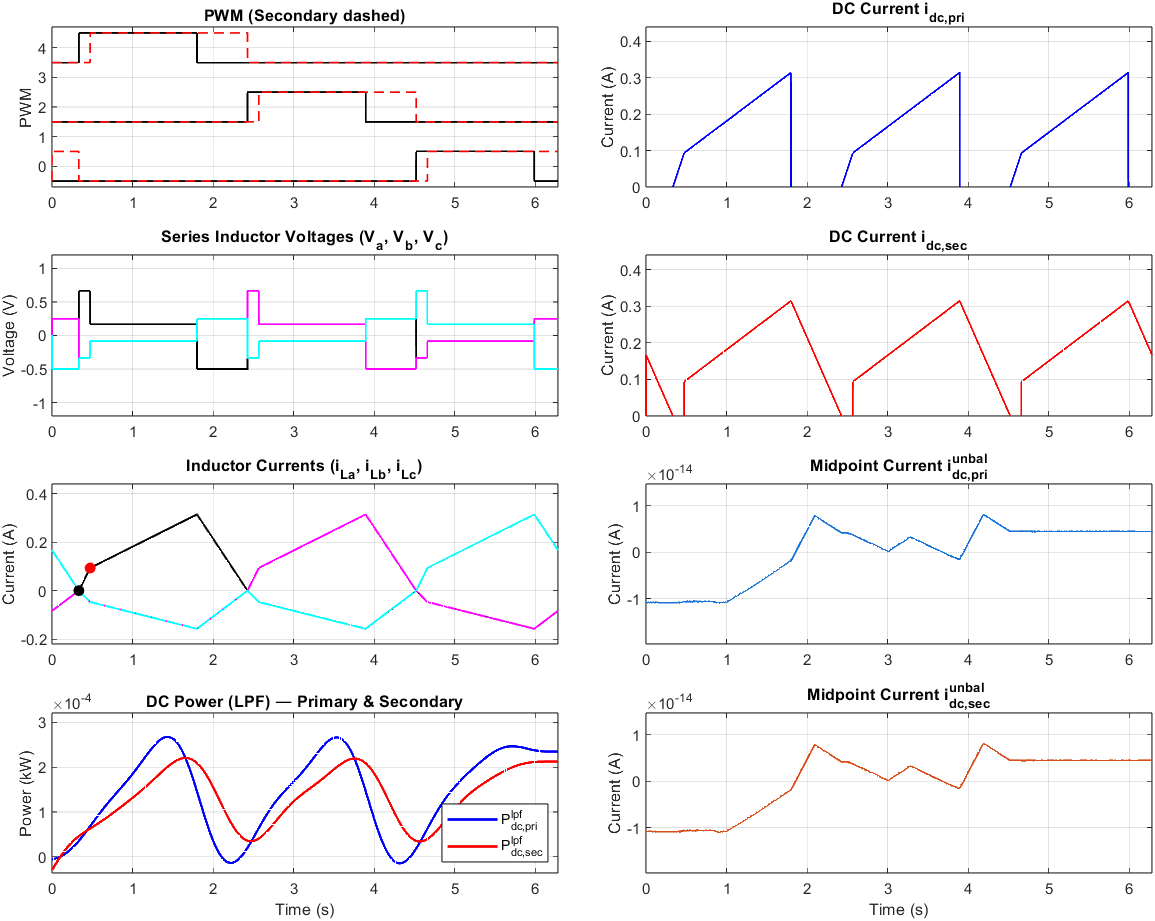 PWM (Secondary dashed)
PWM
4
3
2
1
0
0 1 2 3 4 5 6
DC Current i_dc,pri
Current (A)
0.4
0.3
0.2
0.1
0
0 1 2 3 4 5 6
Series Inductor Voltages (V_a, V_b, V_c)
Voltage (V)
1
0.5
0
-0.5
-1
0 1 2 3 4 5 6
DC Current i_dc,sec
Current (A)
0.4
0.3
0.2
0.1
0
0 1 2 3 4 5 6
Inductor Currents (i_La, i_Lb, i_Lc)
Current (A)
0.4
0.2
0
-0.2
0 1 2 3 4 5 6
Midpoint Current i_dc,pri^unbal
×10^-14
Current (A)
1
0
-1
0 1 2 3 4 5 6
DC Power (LPF) — Primary & Secondary
×10^-4
Power (kW)
3
2
1
0
P_dc,pri^lpf
P_dc,sec^lpf
0 1 2 3 4 5 6
Time (s)
Midpoint Current i_dc,sec^unbal
×10^-14
Current (A)
1
0
-1
0 1 2 3 4 5 6
Time (s)